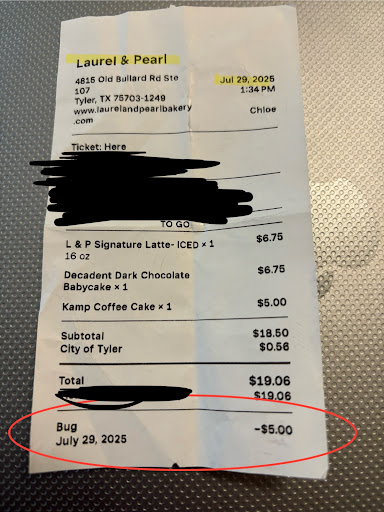 Laurel & Pearl
4815 Old Bullard Rd Ste
107
Tyler, TX 75703-1249
www.laurelandpearlbakery
.com
Jul 29, 2025
1:34 PM
Chloe
Ticket: Here
TO GO
L & P Signature Latte- ICED × 1 $6.75
16 oz
Decadent Dark Chocolate $6.75
Babycake × 1
Kamp Coffee Cake × 1 $5.00
Subtotal $18.50
City of Tyler $0.56
Total $19.06
$19.06
Bug -$5.00
July 29, 2025